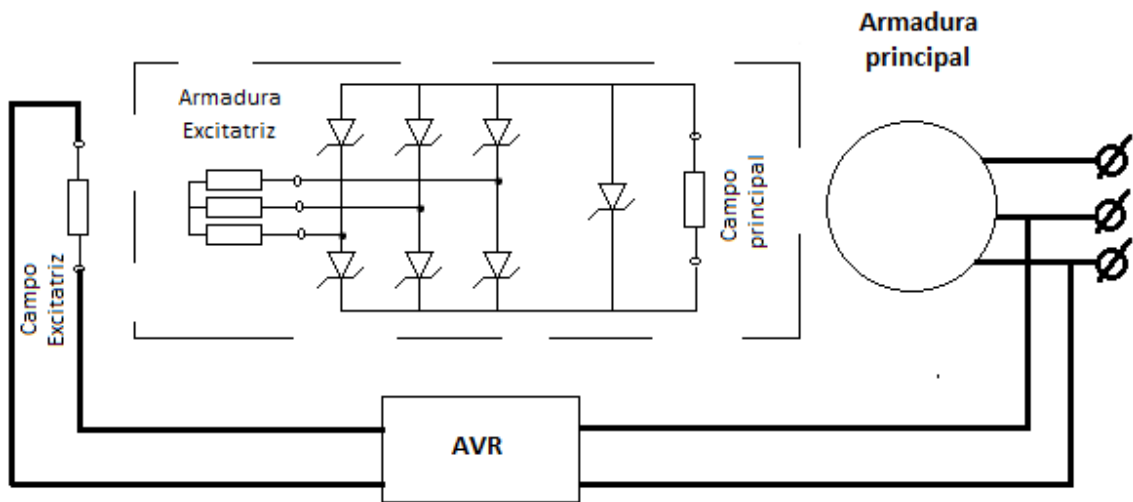 Armadura
principal
Armadura
Excitatriz
Campo
principal
Campo
Excitatriz
AVR